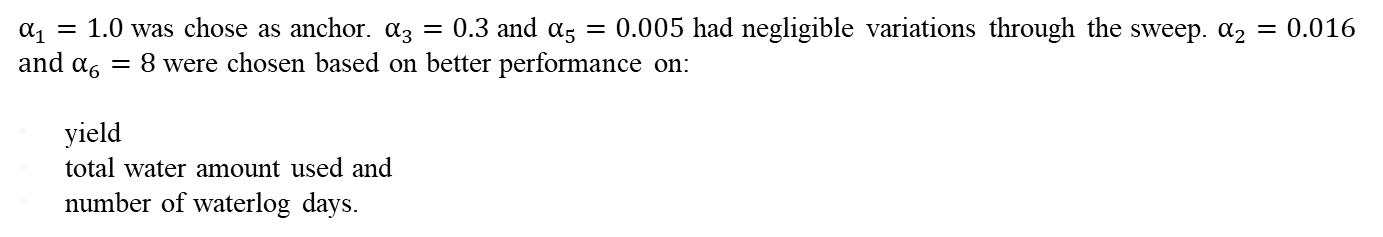 α₁ = 1.0 was chose as anchor. α₃ = 0.3 and α₅ = 0.005 had negligible variations through the sweep. α₂ = 0.016
and α₆ = 8 were chosen based on better performance on:
yield
total water amount used and
number of waterlog days.